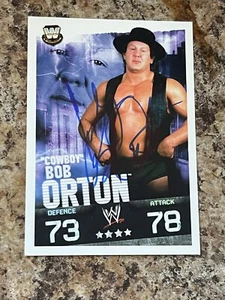 "COWBOY"
BOB
ORTON
DEFENCE
73
W
ATTACK
78